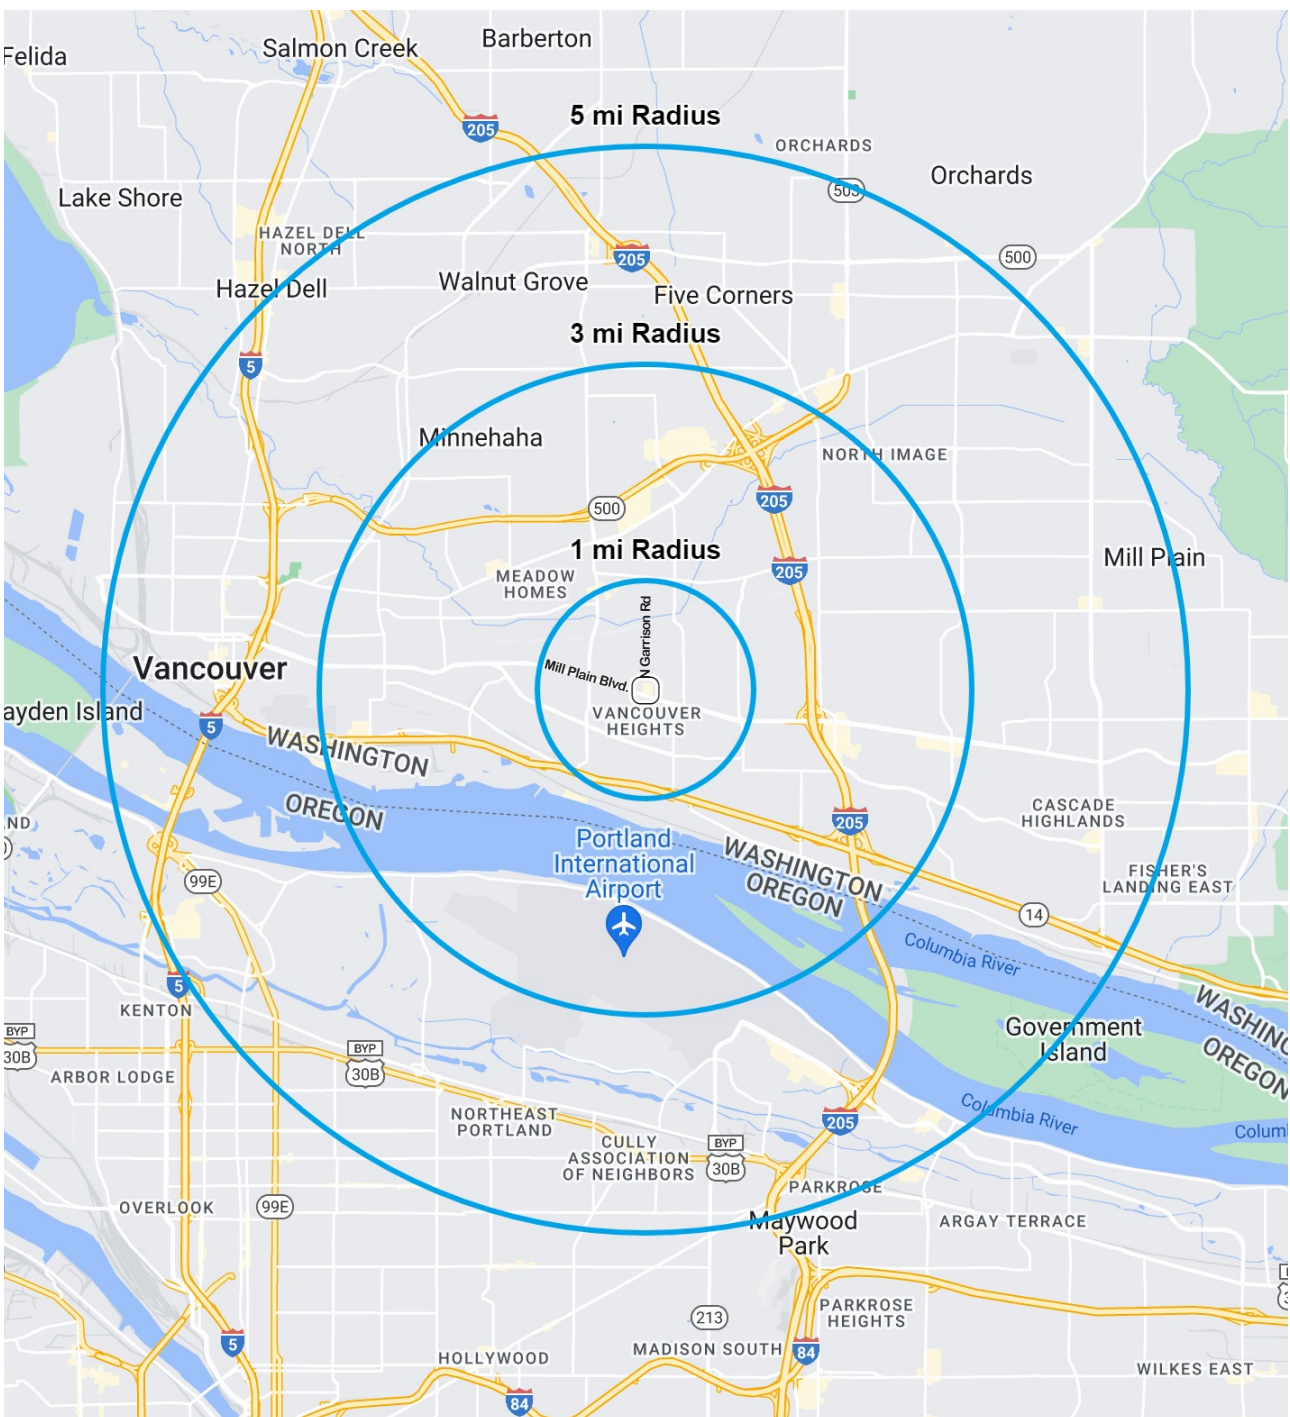 Felida
Salmon Creek
Barberton
5 mi Radius
205
ORCHARDS
Orchards
503
Lake Shore
HAZEL DELL
NORTH
205
500
Hazel Dell
Walnut Grove
Five Corners
3 mi Radius
5
Minnehaha
NORTH IMAGE
205
500
1 mi Radius
Mill Plain
205
MEADOW
HOMES
N Garrison Rd
Mill Plain Blvd.
Vancouver
VANCOUVER
HEIGHTS
ayden Island
5
WASHINGTON
OREGON
CASCADE
HIGHLANDS
205
ND
Portland
International
Airport
WASHINGTON
OREGON
FISHER'S
LANDING EAST
99E
14
Columbia River
5
KENTON
WASHING
OREGON
Government
Island
BYP
30B
BYP
30B
ARBOR LODGE
NORTHEAST
PORTLAND
205
Columbia River
Colum
CULLY
ASSOCIATION
OF NEIGHBORS
BYP
30B
PARKROSE
OVERLOOK
99E
Maywood
Park
ARGAY TERRACE
213
PARKROSE
HEIGHTS
5
MADISON SOUTH
84
HOLLYWOOD
WILKES EAST
84